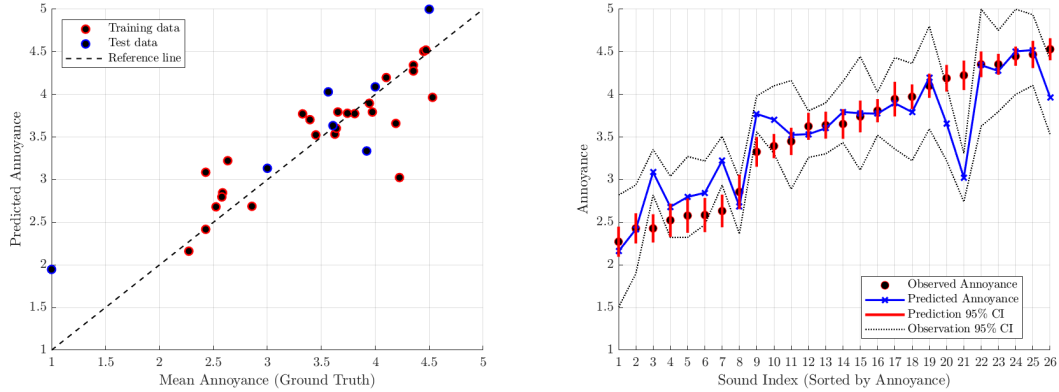 5
4.5
4
3.5
3
2.5
2
1.5
1
Predicted Annoyance
Training data
Test data
Reference line
1 1.5 2 2.5 3 3.5 4 4.5 5
Mean Annoyance (Ground Truth)
5
4.5
4
3.5
3
2.5
2
1.5
1
Annoyance
Observed Annoyance
Predicted Annoyance
Prediction 95% CI
Observation 95% CI
1 2 3 4 5 6 7 8 9 10 11 12 13 14 15 16 17 18 19 20 21 22 23 24 25 26
Sound Index (Sorted by Annoyance)